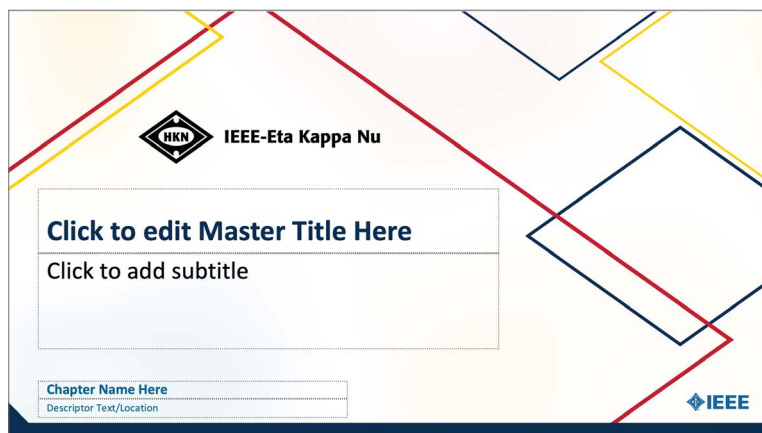 HKN IEEE-Eta Kappa Nu
Click to edit Master Title Here
Click to add subtitle
Chapter Name Here
Descriptor Text/Location
IEEE